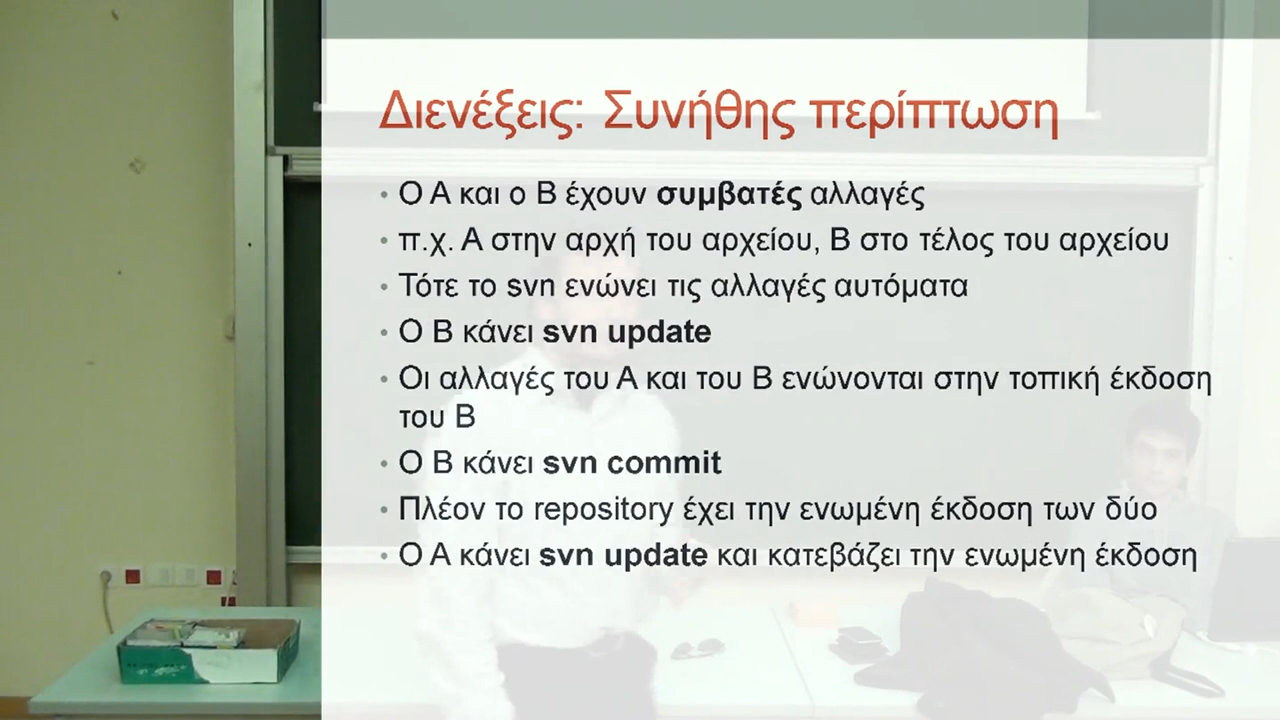 Διενέξεις: Συνήθης περίπτωση
• Ο Α και ο Β έχουν συμβατές αλλαγές
• π.χ. Α στην αρχή του αρχείου, Β στο τέλος του αρχείου
• Τότε το svn ενώνει τις αλλαγές αυτόματα
• Ο Β κάνει svn update
• Οι αλλαγές του Α και του Β ενώνονται στην τοπική έκδοση
του Β
• Ο Β κάνει svn commit
• Πλέον το repository έχει την ενωμένη έκδοση των δύο
• Ο Α κάνει svn update και κατεβάζει την ενωμένη έκδοση